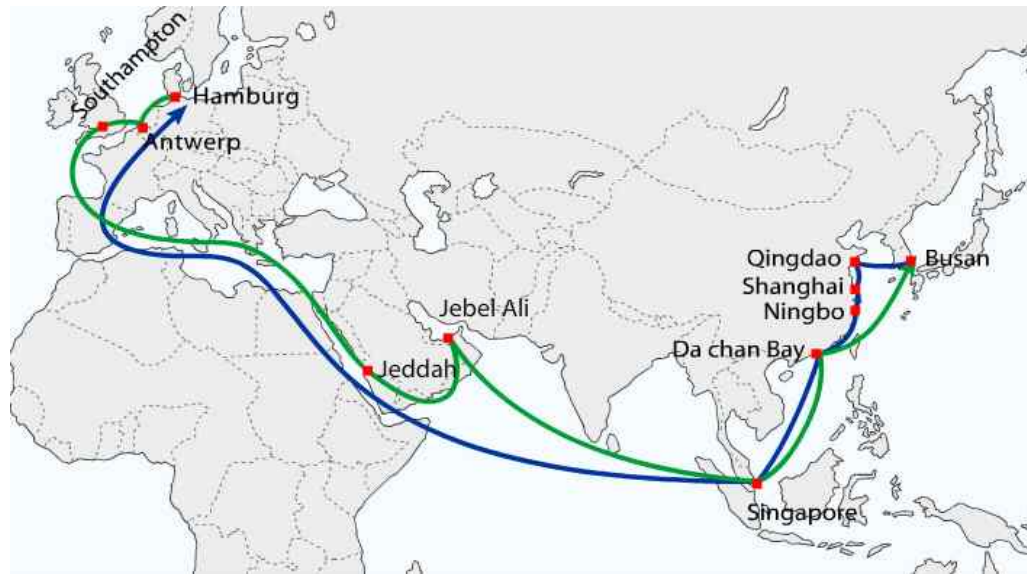 Southampton
Hamburg
Antwerp
Qingdao
Busan
Shanghai
Jebel Ali
Ningbo
Da chan Bay
Jeddah
Singapore